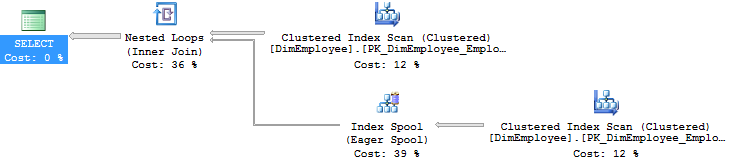 SELECT
Cost: 0 %
Nested Loops
(Inner Join)
Cost: 36 %
Clustered Index Scan (Clustered)
[DimEmployee].[PK_DimEmployee_Emplo…
Cost: 12 %
Index Spool
(Eager Spool)
Cost: 39 %
Clustered Index Scan (Clustered)
[DimEmployee].[PK_DimEmployee_Emplo…
Cost: 12 %